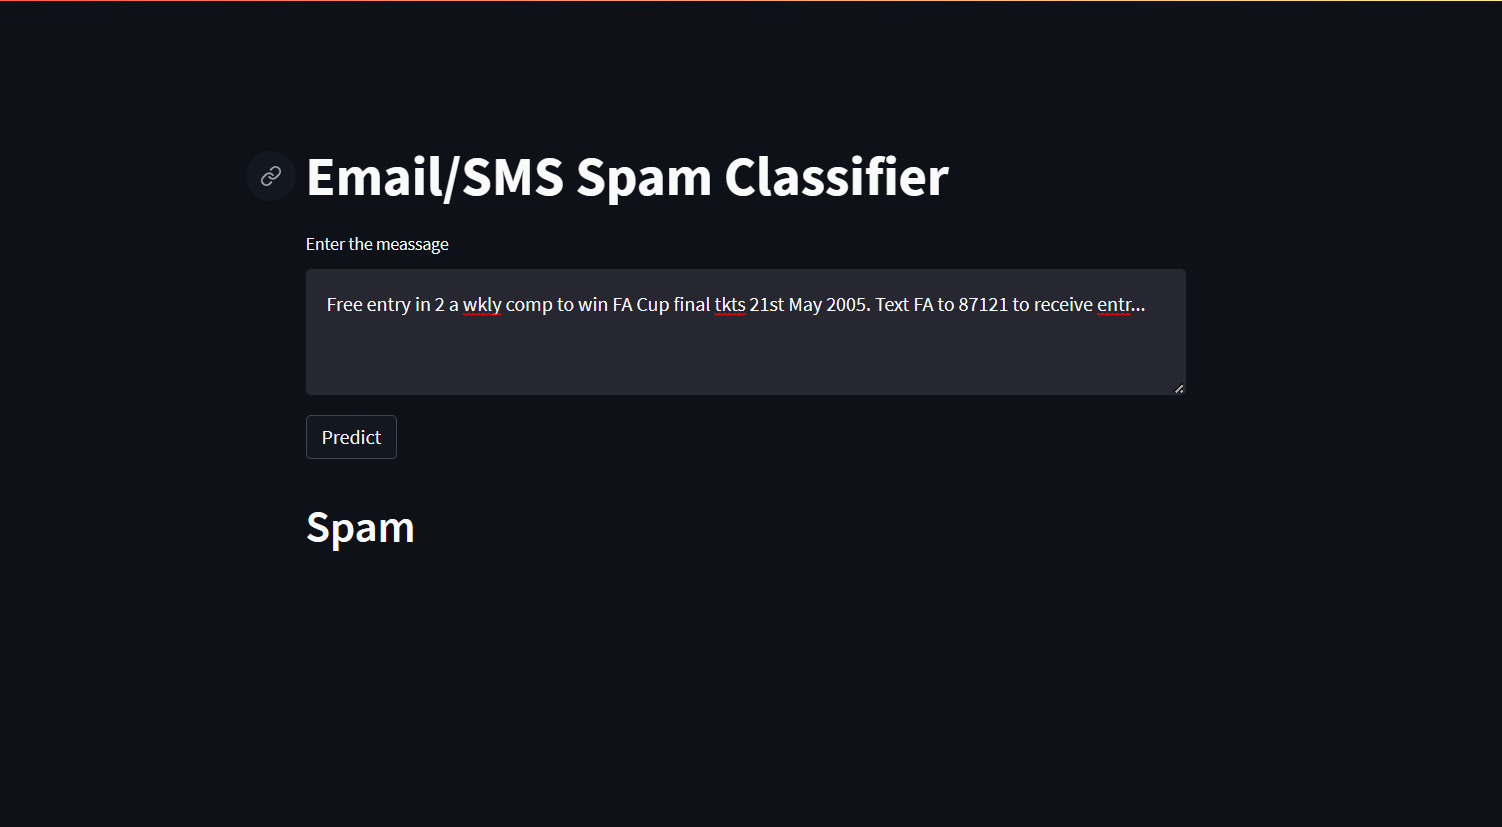 Email/SMS Spam Classifier
Enter the meassage
Free entry in 2 a wkly comp to win FA Cup final tkts 21st May 2005. Text FA to 87121 to receive entr...
Predict
Spam